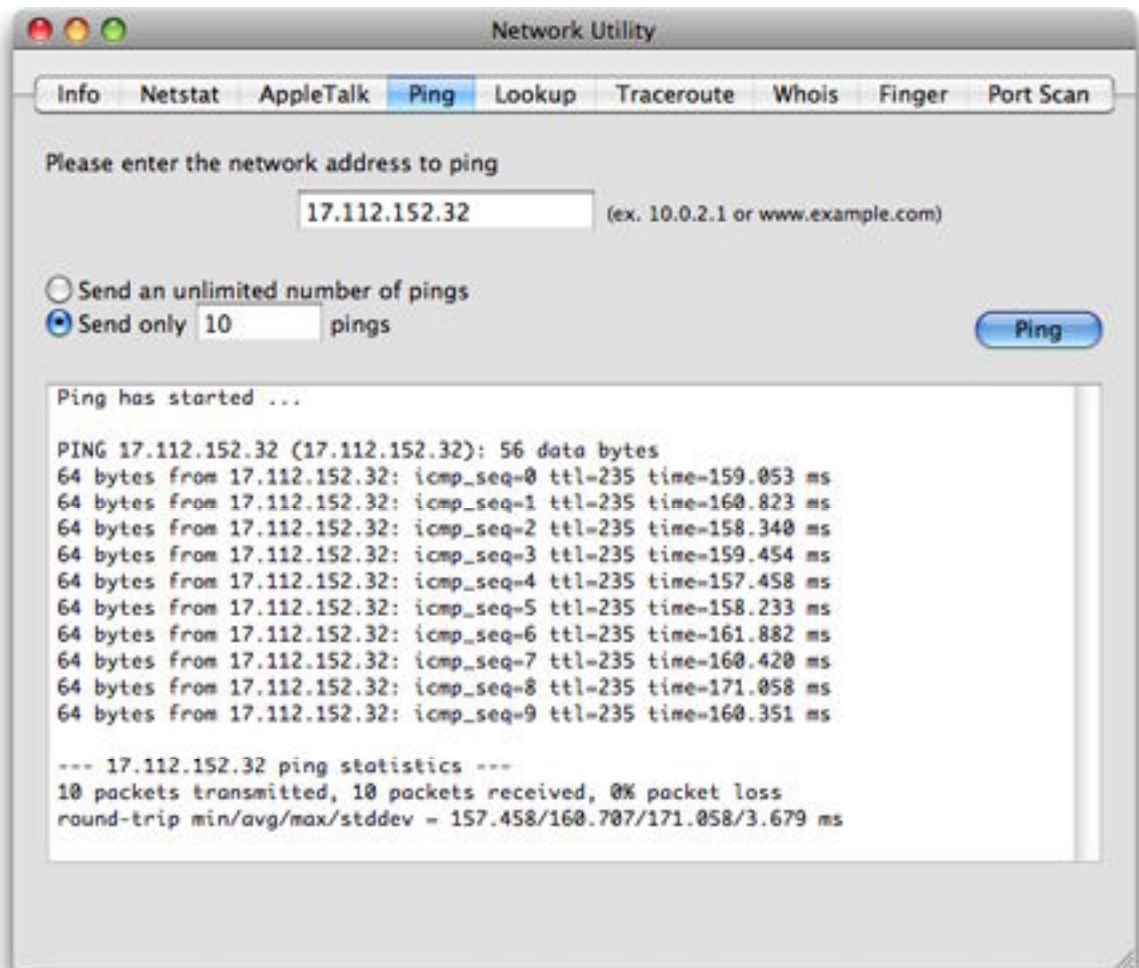 Network Utility
Info Netstat AppleTalk Ping Lookup Traceroute Whois Finger Port Scan
Please enter the network address to ping
17.112.152.32 (ex. 10.0.2.1 or www.example.com)
Send an unlimited number of pings
Send only 10 pings
Ping
Ping has started ...
PING 17.112.152.32 (17.112.152.32): 56 data bytes
64 bytes from 17.112.152.32: icmp_seq=0 ttl=235 time=159.053 ms
64 bytes from 17.112.152.32: icmp_seq=1 ttl=235 time=160.823 ms
64 bytes from 17.112.152.32: icmp_seq=2 ttl=235 time=158.340 ms
64 bytes from 17.112.152.32: icmp_seq=3 ttl=235 time=159.454 ms
64 bytes from 17.112.152.32: icmp_seq=4 ttl=235 time=157.458 ms
64 bytes from 17.112.152.32: icmp_seq=5 ttl=235 time=158.233 ms
64 bytes from 17.112.152.32: icmp_seq=6 ttl=235 time=161.882 ms
64 bytes from 17.112.152.32: icmp_seq=7 ttl=235 time=160.420 ms
64 bytes from 17.112.152.32: icmp_seq=8 ttl=235 time=171.058 ms
64 bytes from 17.112.152.32: icmp_seq=9 ttl=235 time=160.351 ms
--- 17.112.152.32 ping statistics ---
10 packets transmitted, 10 packets received, 0% packet loss
round-trip min/avg/max/stddev = 157.458/160.707/171.058/3.679 ms